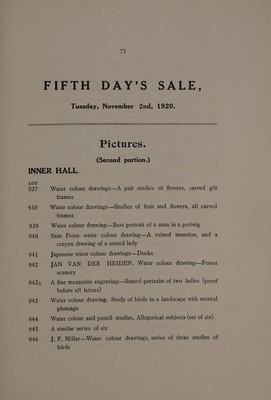 75
FIFTH DAY'S SALE,
Tuesday, November 2nd, 1920.
Pictures.
(Second portion.)
INNER HALL.
LOT
937 Water colour drawings—A pair studies of flowers, carved gilt
frames
938 Water colour drawings—Studies of fruit and flowers, all carved
frames
939 Water colour drawing—Bust portrait of a man in a periwig
940 Sam Prout water colour drawing—A ruined mansion, and a
crayon drawing of a seated lady
941 Japanese water colour drawings—Ducks
942 JAN VAN DER HEIDEN, Water colour drawing—Forest
scenery
942A A fine mezzotint engraving—Seated portraits of two ladies (proof
before all letters)
943 Water colour drawing. Study of birds in a landscape with natural
plumage
944 Water colour and pencil studies, Allegorical subjects (set of six)
945 A similar series of six
946 J. F. Miller—Water colour drawings, series of three studies of
birds